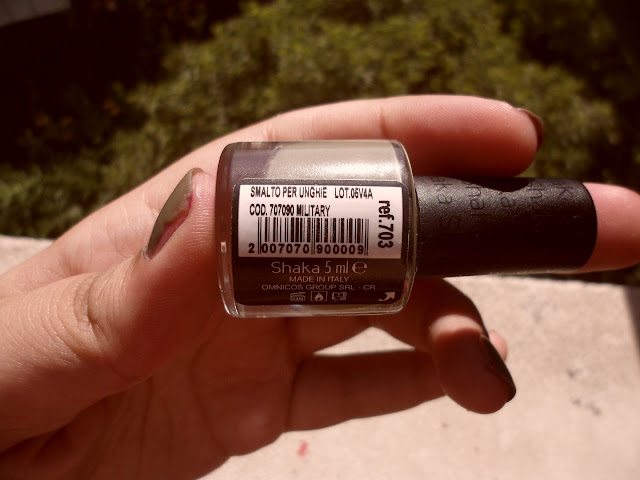 SMALTO PER UNGHIE LOT.05V4A
COD. 707090 MILITARY
ref.703
2 007070 900009
Shaka 5 ml e
MADE IN ITALY
OMNICOS GROUP SRL - CR